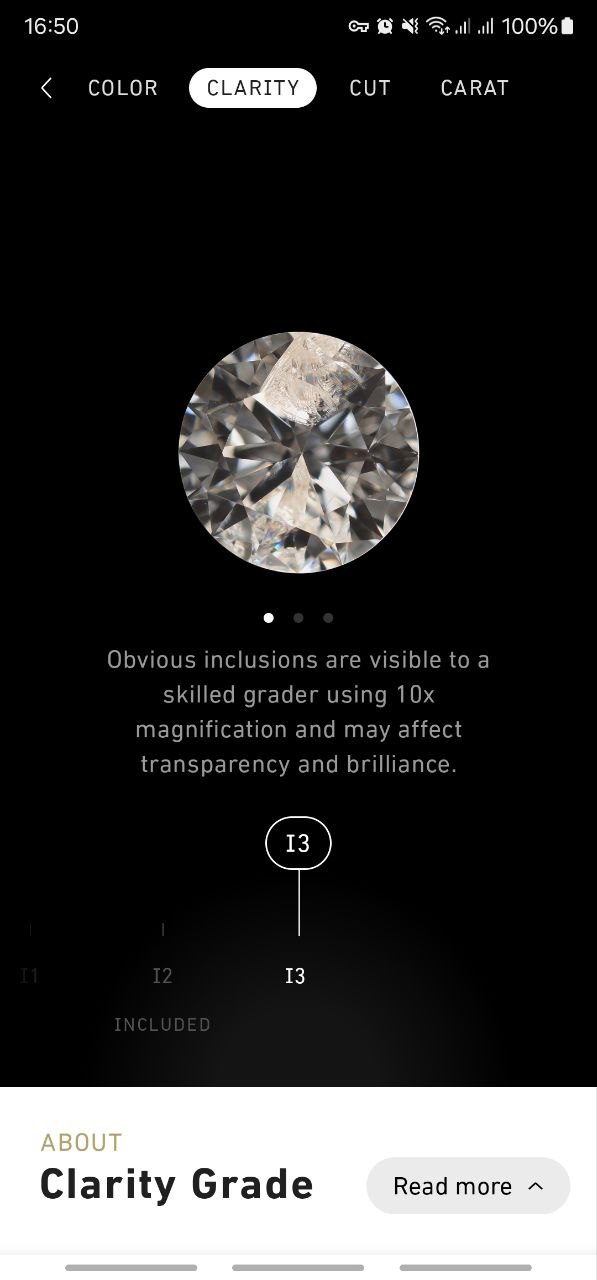 16:50
100%
COLOR
CLARITY
CUT
CARAT
Obvious inclusions are visible to a
skilled grader using 10x
magnification and may affect
transparency and brilliance.
I3
I1
I2
I3
INCLUDED
ABOUT
Clarity Grade
Read more